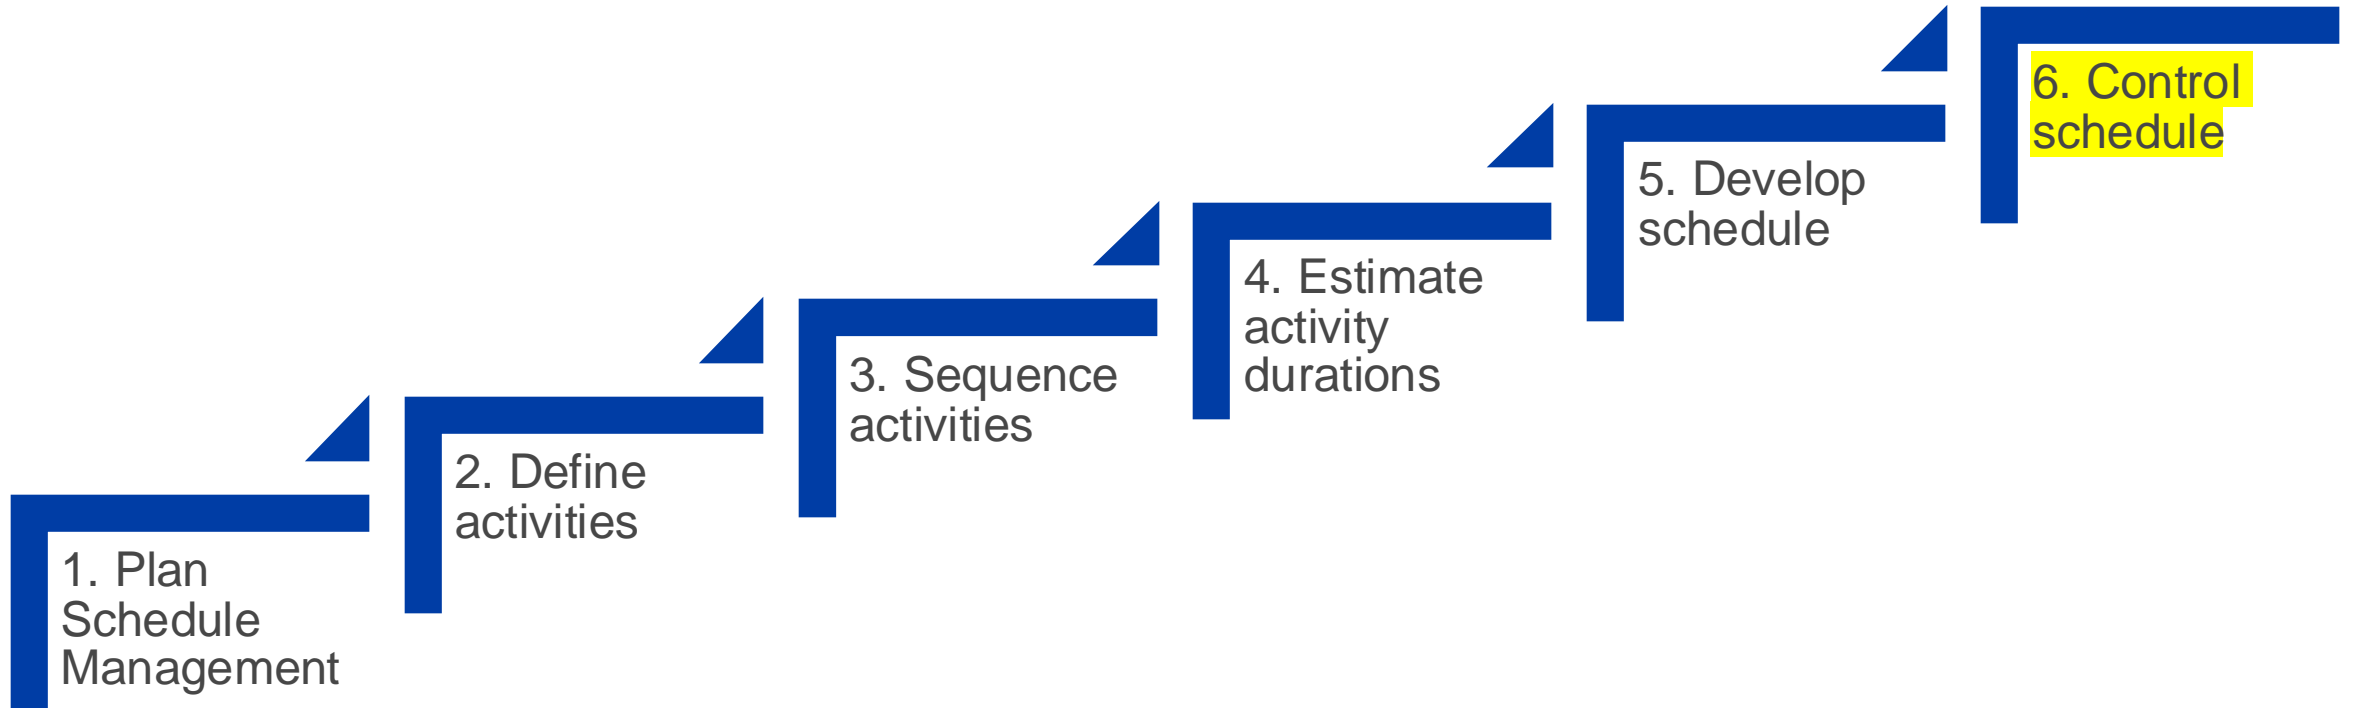 1. Plan
Schedule
Management
2. Define
activities
3. Sequence
activities
4. Estimate
activity
durations
5. Develop
schedule
6. Control
schedule